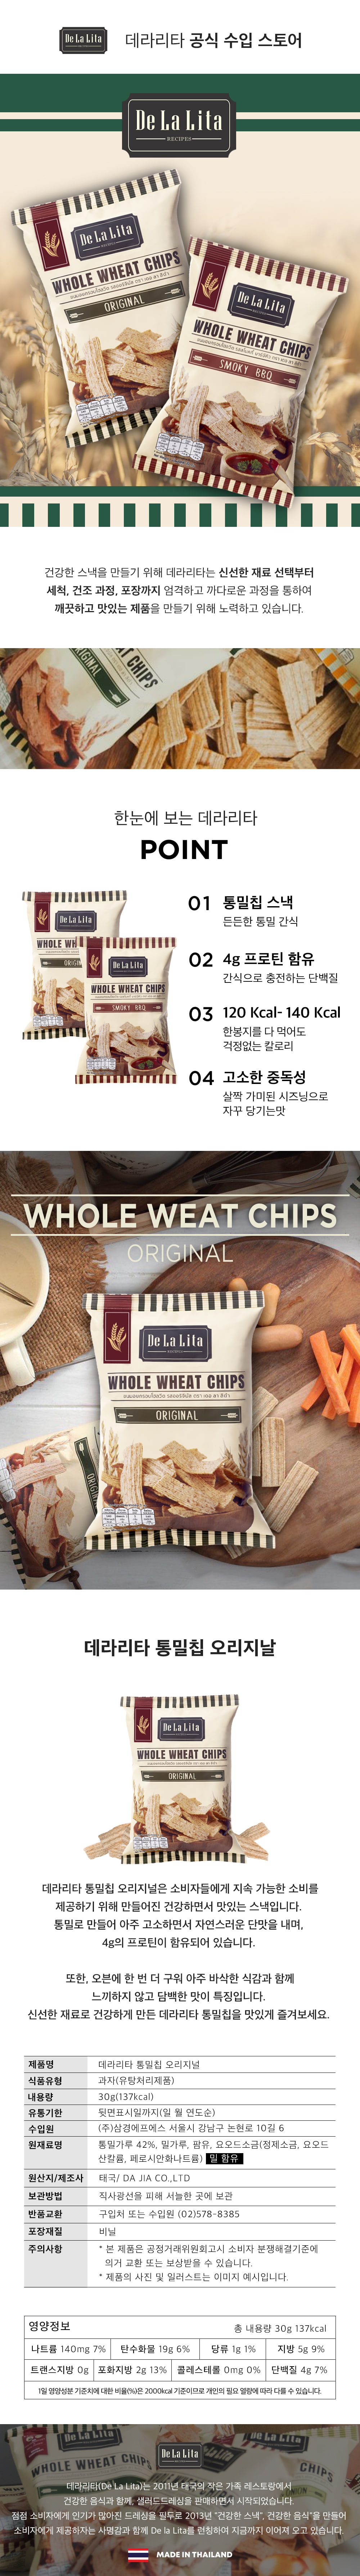 De La Lita
데라리타 공식 수입 스토어
De La Lita
RECIPES
De La Lita
WHOLE WHEAT CHIPS
ORIGINAL
De La Lita
WHOLE WHEAT CHIPS
SMOKY BBQ
건강한 스낵을 만들기 위해 데라리타는 신선한 재료 선택부터
세척, 건조 과정, 포장까지 엄격하고 까다로운 과정을 통하여
깨끗하고 맛있는 제품을 만들기 위해 노력하고 있습니다.
한눈에 보는 데라리타
POINT
De La Lita
WHOLE WHEAT CHIPS
De La Lita
WHOLE WHEAT CHIPS
SMOKY BBQ
01 통밀칩 스낵
든든한 통밀 간식
02 4g 프로틴 함유
간식으로 충전하는 단백질
03 120 Kcal- 140 Kcal
한봉지를 다 먹어도
걱정없는 칼로리
04 고소한 중독성
살짝 가미된 시즈닝으로
자꾸 당기는맛
WHOLE WEAT CHIPS
ORIGINAL
De La Lita
RECIPES
WHOLE WHEAT CHIPS
ORIGINAL
데라리타 통밀칩 오리지날
De La Lita
WHOLE WHEAT CHIPS
ORIGINAL
데라리타 통밀칩 오리지널은 소비자들에게 지속 가능한 소비를
제공하기 위해 만들어진 건강하면서 맛있는 스낵입니다.
통밀로 만들어 아주 고소하면서 자연스러운 단맛을 내며,
4g의 프로틴이 함유되어 있습니다.
또한, 오븐에 한 번 더 구워 아주 바삭한 식감과 함께
느끼하지 않고 담백한 맛이 특징입니다.
신선한 재료로 건강하게 만든 데라리타 통밀칩을 맛있게 즐겨보세요.
제품명 데라리타 통밀칩 오리지널
식품유형 과자(유탕처리제품)
내용량 30g(137kcal)
유통기한 뒷면표시일까지(일 월 연도순)
수입원 (주)삼경에프에스 서울시 강남구 논현로 10길 6
원재료명 통밀가루 42%, 밀가루, 팜유, 요오드소금(정제소금, 요오드
산칼륨, 페로시안화나트륨) 밀 함유
원산지/제조사 태국/ DA JIA CO.,LTD
보관방법 직사광선을 피해 서늘한 곳에 보관
반품교환 구입처 또는 수입원 (02)578-8385
포장재질 비닐
주의사항 * 본 제품은 공정거래위원회고시 소비자 분쟁해결기준에
의거 교환 또는 보상받을 수 있습니다.
* 제품의 사진 및 일러스트는 이미지 예시입니다.
영양정보 총 내용량 30g 137kcal
나트륨 140mg 7% 탄수화물 19g 6% 당류 1g 1% 지방 5g 9%
트랜스지방 0g 포화지방 2g 13% 콜레스테롤 0mg 0% 단백질 4g 7%
1일 영양성분 기준치에 대한 비율(%)은 2000kcal 기준이므로 개인의 필요 열량에 따라 다를 수 있습니다.
De La Lita
데라리타(De La Lita)는 2011년 태국의 작은 가족 레스토랑에서
건강한 음식과 함께, 샐러드드레싱을 판매하면서 시작되었습니다.
점점 소비자에게 인기가 많아진 드레싱을 필두로 2013년 "건강한 스낵", 건강한 음식"을 만들어
소비자에게 제공하자는 사명감과 함께 De la Lita를 런칭하여 지금까지 이어져 오고 있습니다.
MADE IN THAILAND